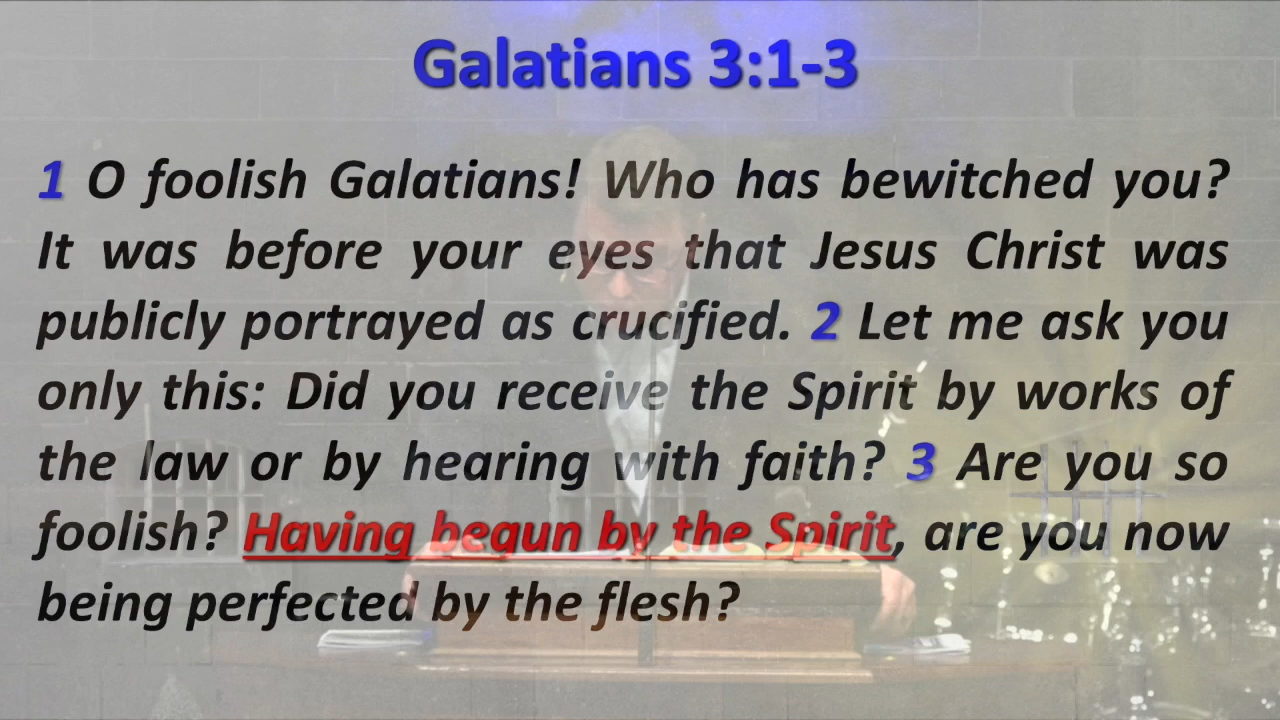 Galatians 3:1-3
1 O foolish Galatians! Who has bewitched you?
It was before your eyes that Jesus Christ was
publicly portrayed as crucified. 2 Let me ask you
only this: Did you receive the Spirit by works of
the law or by hearing with faith? 3 Are you so
foolish? Having begun by the Spirit, are you now
being perfected by the flesh?